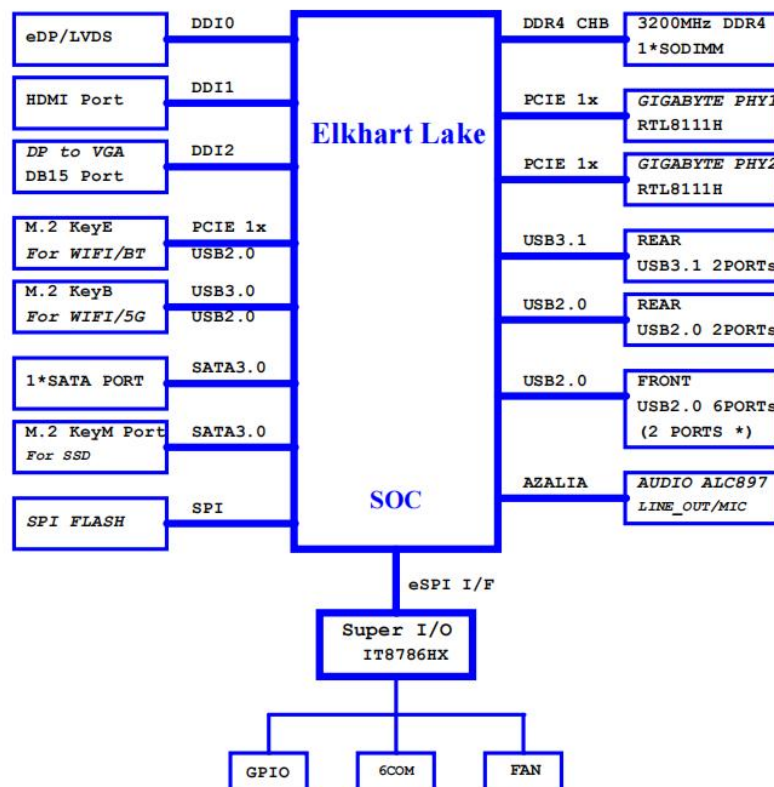 eDP/LVDS
DDI0
HDMI Port
DDI1
DP to VGA
DB15 Port
DDI2
M.2 KeyE
For WIFI/BT
PCIE 1x
USB2.0
M.2 KeyB
For WIFI/5G
USB3.0
USB2.0
1*SATA PORT
SATA3.0
M.2 KeyM Port
For SSD
SATA3.0
SPI FLASH
SPI
Elkhart Lake
SOC
DDR4 CHB
3200MHz DDR4
1*SODIMM
PCIE 1x
GIGABYTE PHY1
RTL8111H
PCIE 1x
GIGABYTE PHY2
RTL8111H
USB3.1
REAR
USB3.1 2PORTs
USB2.0
REAR
USB2.0 2PORTs
USB2.0
FRONT
USB2.0 6PORTs
(2 PORTS *)
AZALIA
AUDIO ALC897
LINE_OUT/MIC
eSPI I/F
Super I/O
IT8786HX
GPIO
6COM
FAN